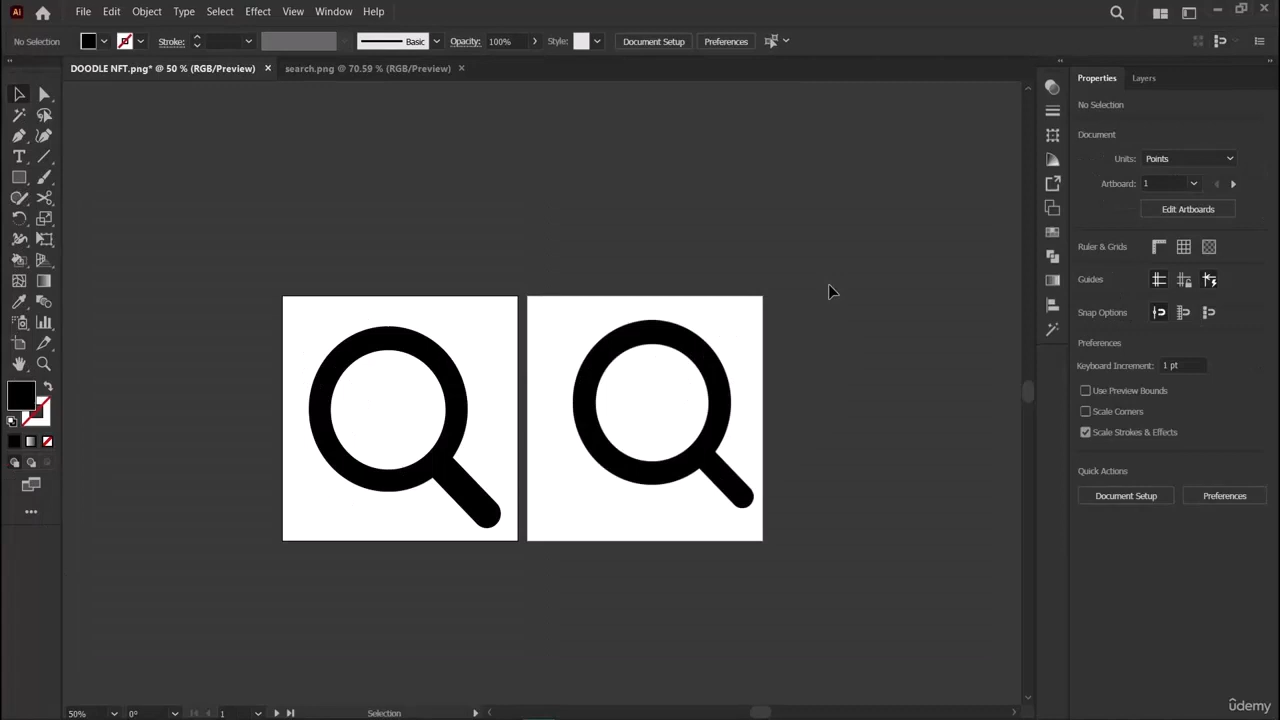 Ai File Edit Object Type Select Effect View Window Help
No Selection Stroke: Basic Opacity: 100% Style: Document Setup Preferences
DOODLE NFT.png* @ 50 % (RGB/Preview) × search.png @ 70.59 % (RGB/Preview) ×
Properties Layers
No Selection
Document
Units: Points
Artboard: 1
Edit Artboards
Ruler & Grids
Guides
Snap Options
Preferences
Keyboard Increment: 1 pt
Use Preview Bounds
Scale Corners
Scale Strokes & Effects
Quick Actions
Document Setup Preferences
50% 0° 1 Selection
ûdemy